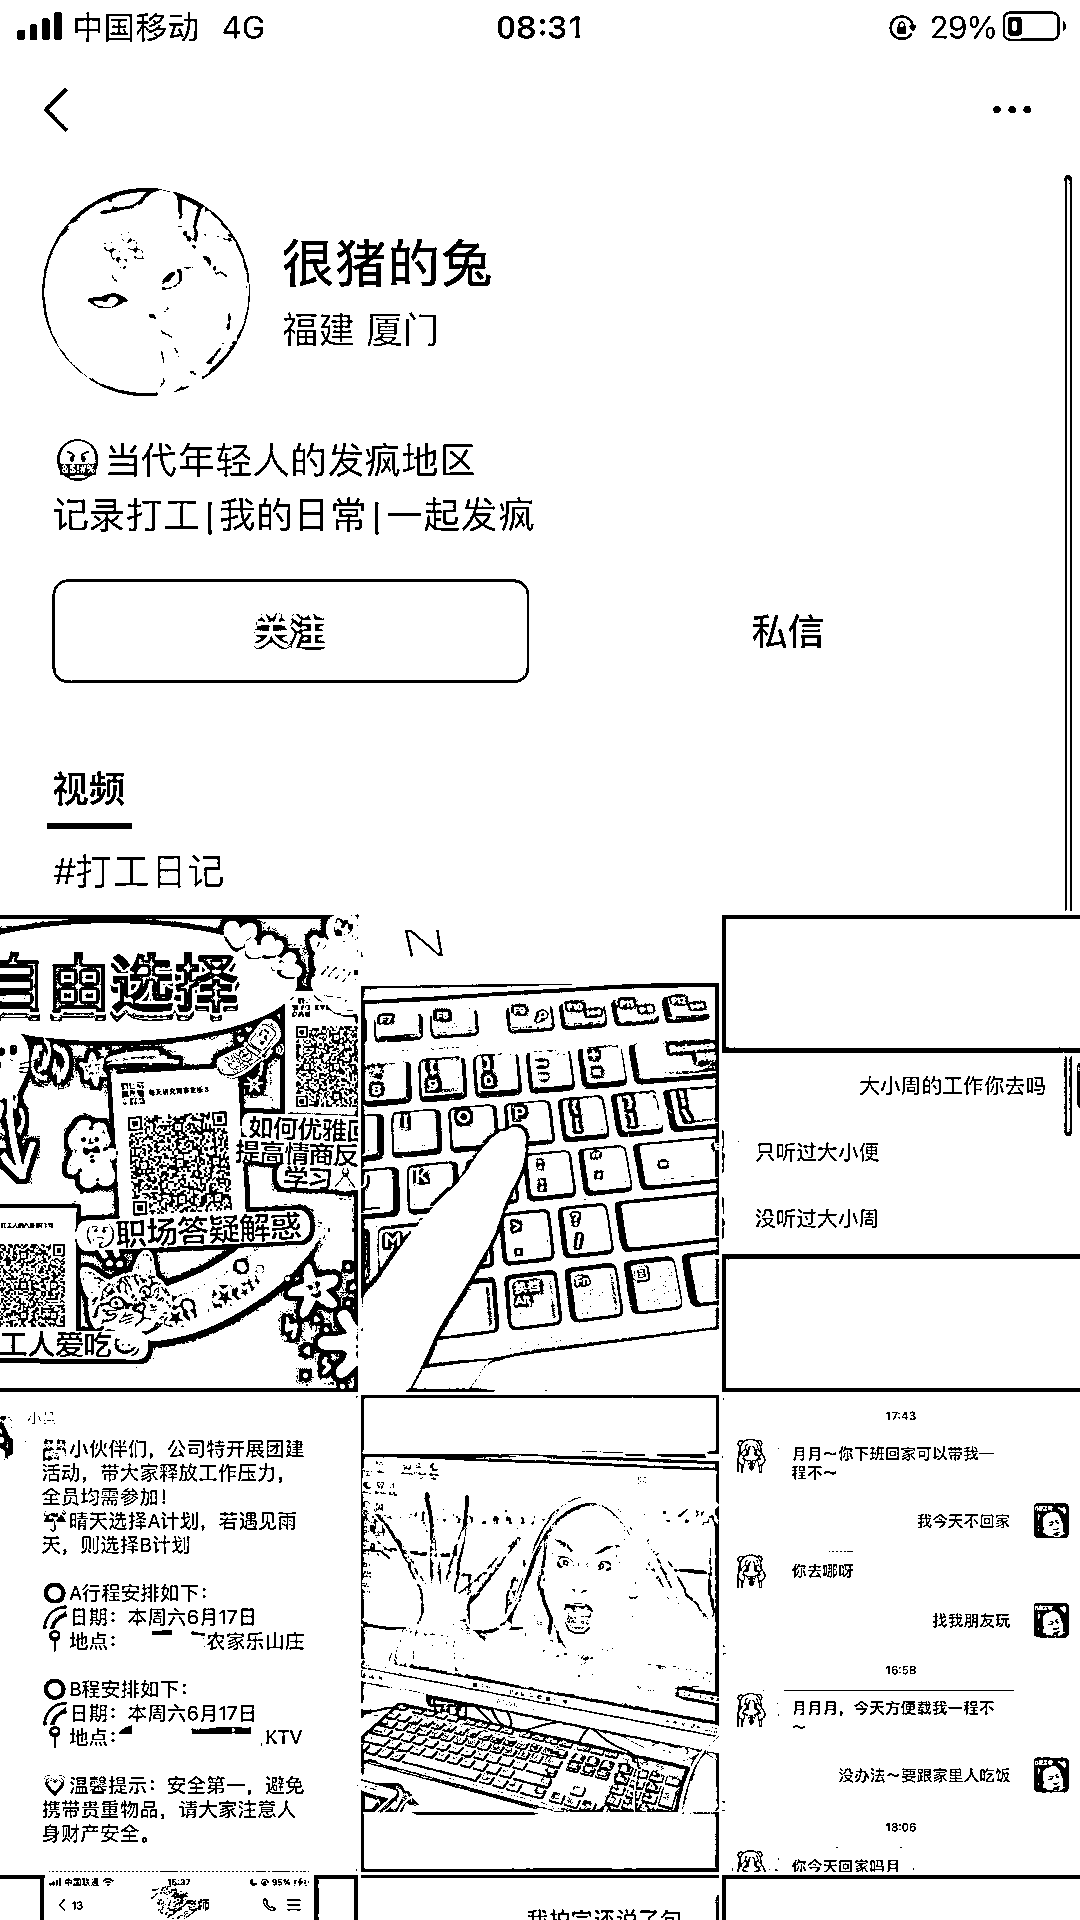 中国移动 4G 08:31 29%
很猪的兔
福建 厦门
当代年轻人的发疯地区
记录打工|我的日常|一起发疯
关注 私信
视频
#打工日记
自由选择
如何优雅回
提高情商反
学习
职场答疑解惑
工人爱吃
N
P
大小周的工作你去吗
只听过大小便
没听过大小周
小伙伴们，公司特开展团建
活动，带大家释放工作压力，
全员均需参加！
晴天选择A计划，若遇见雨
天，则选择B计划
A行程安排如下：
日期：本周六6月17日
地点：
农家乐山庄
B程安排如下：
日期：本周六6月17日
地点：
KTV
温馨提示：安全第一，避免
携带贵重物品，请大家注意人
身财产安全。
17:43
月月～你下班回家可以带我一
程不～
我今天不回家
你去哪呀
找我朋友玩
16:58
月月月，今天方便载我一程不
～
没办法～要跟家里人吃饭
18:06
你今天回家吗月
中国联通 15:37 95%
13
师
我拍完还说了句